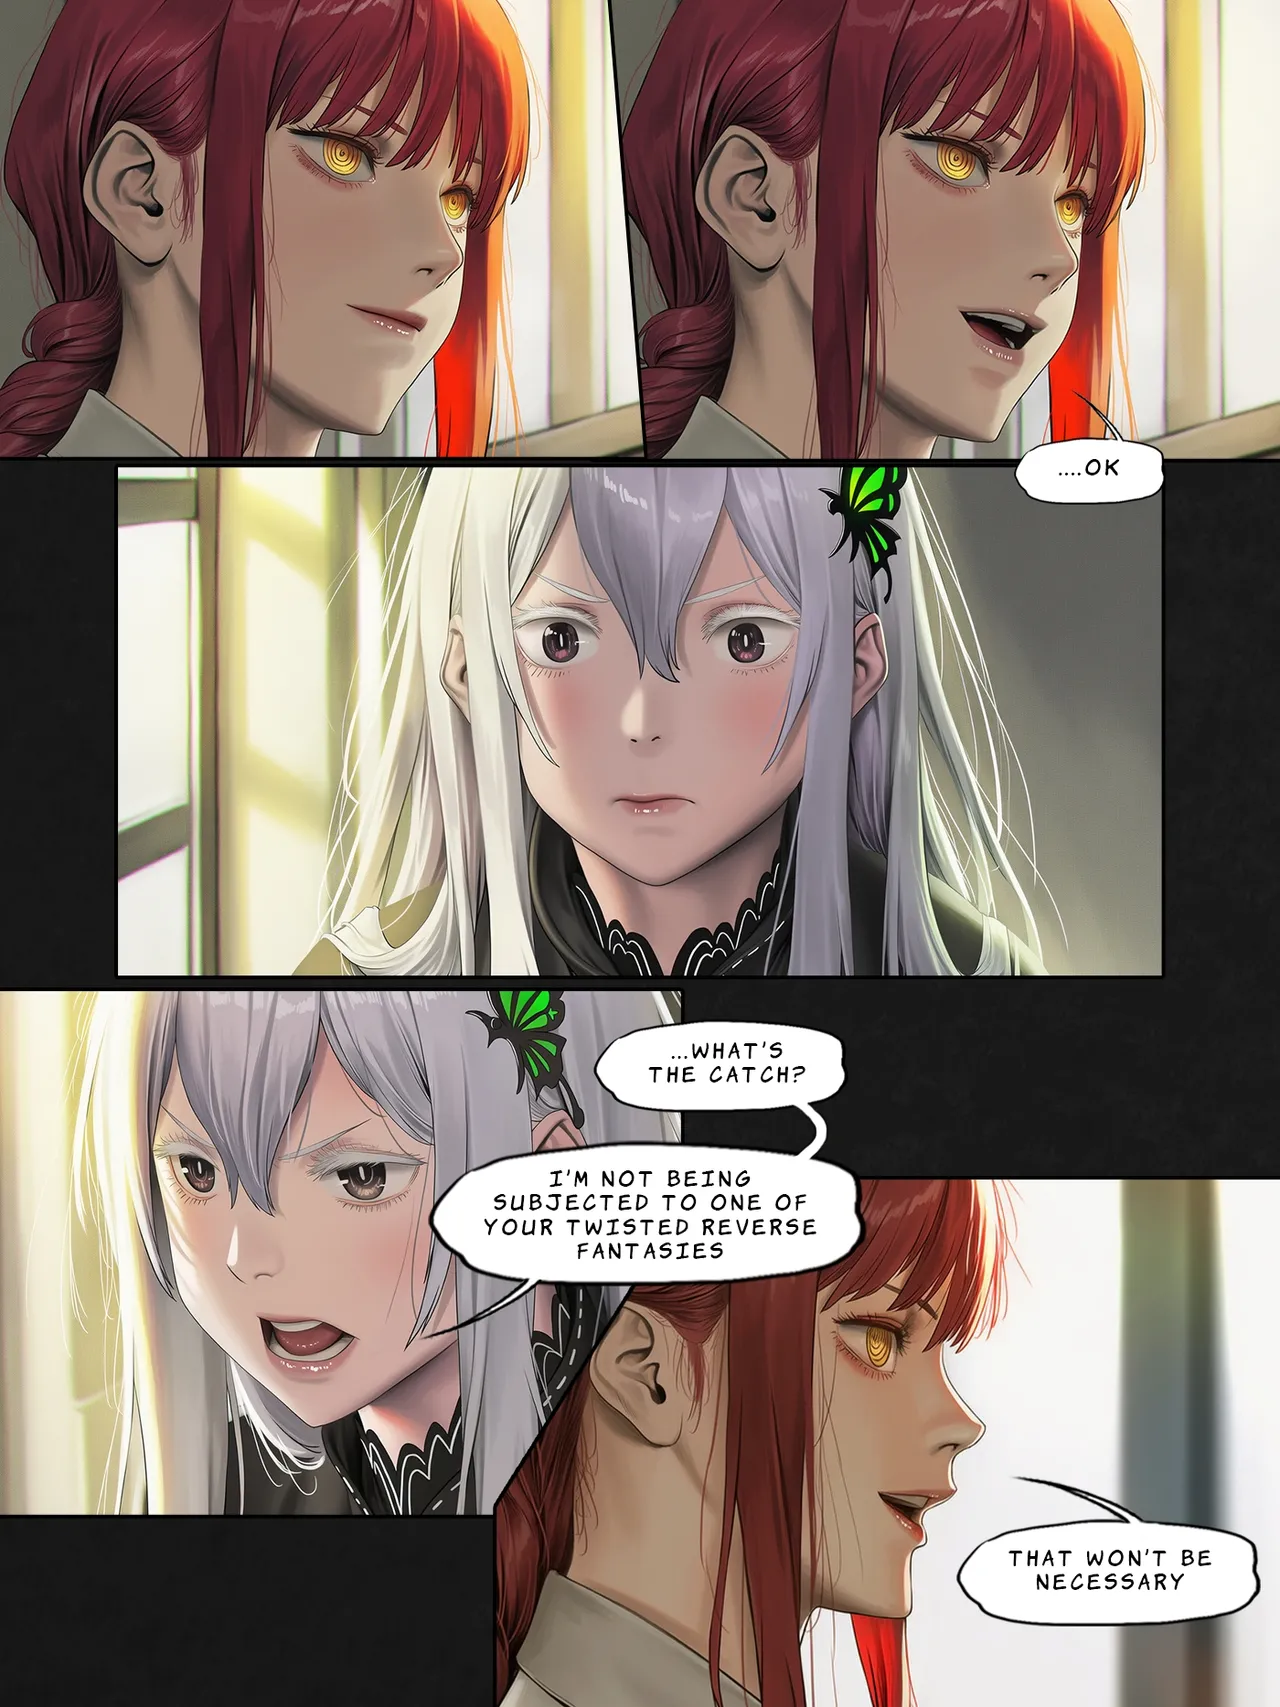 ....OK
...WHAT'S
THE CATCH?
I'M NOT BEING
SUBJECTED TO ONE OF
YOUR TWISTED REVERSE
FANTASIES
THAT WON'T BE
NECESSARY